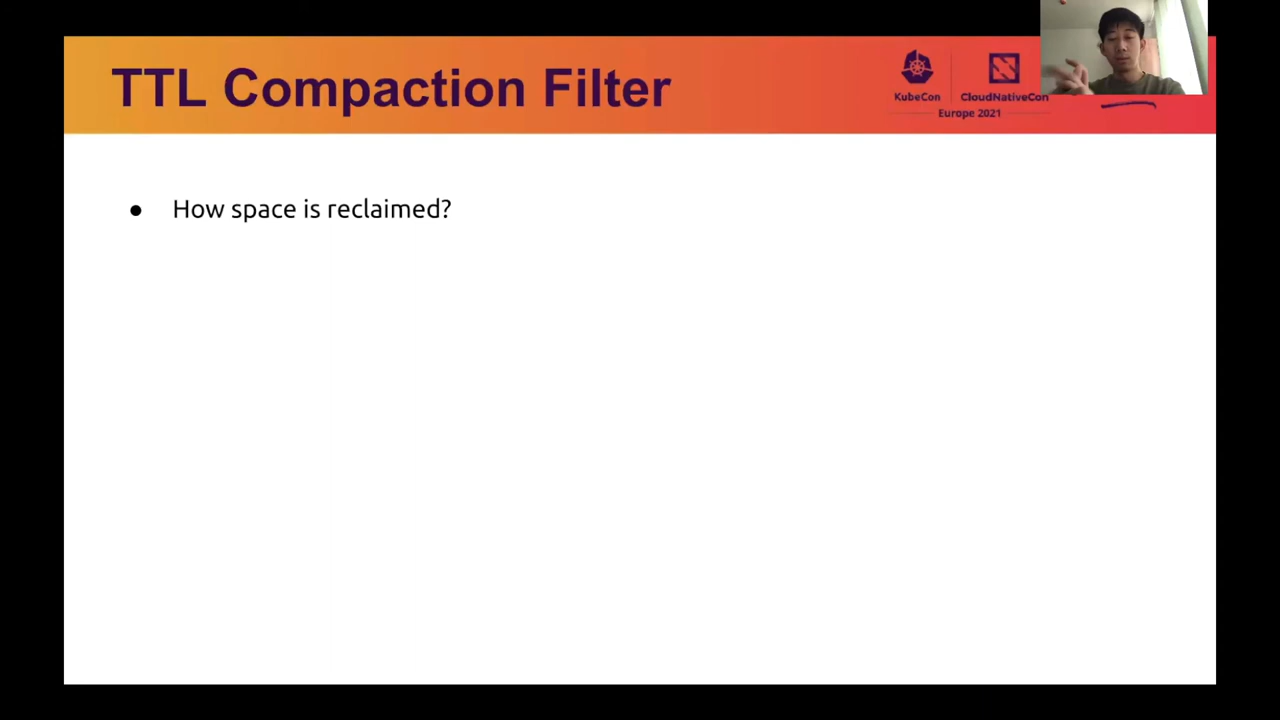 TTL Compaction Filter
KubeCon
CloudNativeCon
Europe 2021
● How space is reclaimed?